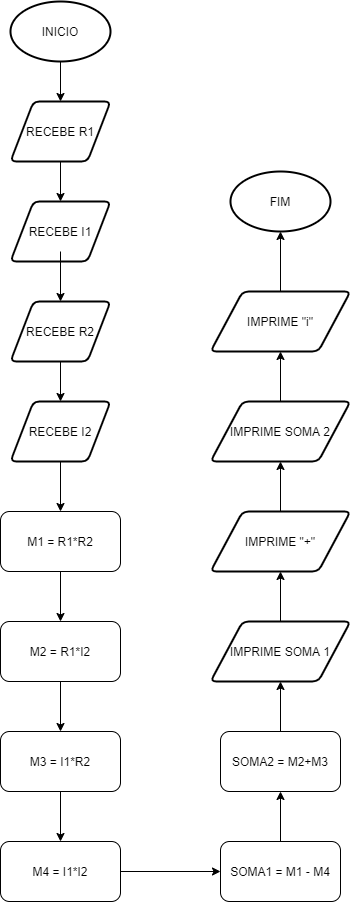 INICIO
RECEBE R1
RECEBE I1
RECEBE R2
RECEBE I2
M1 = R1*R2
M2 = R1*I2
M3 = I1*R2
M4 = I1*I2
SOMA1 = M1 - M4
SOMA2 = M2+M3
IMPRIME SOMA 1
IMPRIME "+"
IMPRIME SOMA 2
IMPRIME "i"
FIM